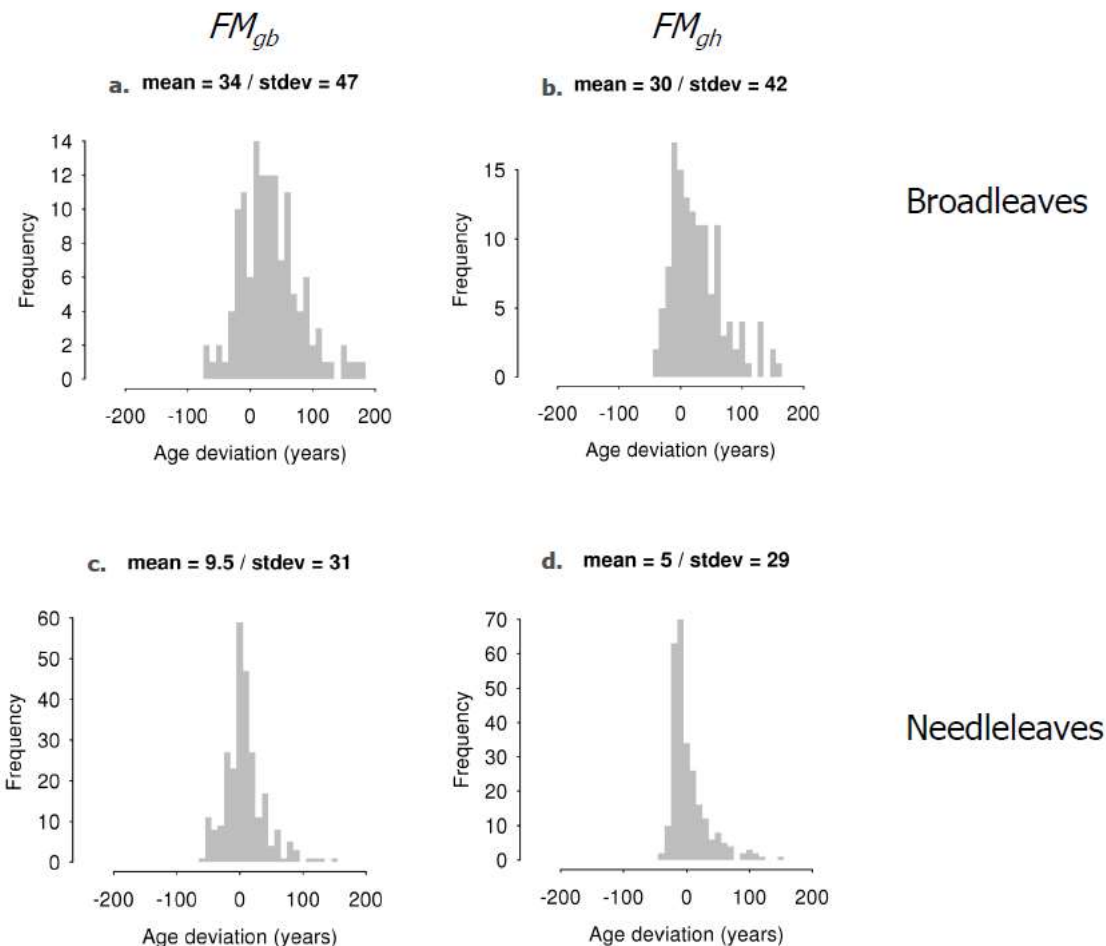 FM_gb FM_gh
a. mean = 34 / stdev = 47
b. mean = 30 / stdev = 42
14
12
10
8
6
4
2
0
Frequency
-200 -100 0 100 200
Age deviation (years)
15
10
5
0
Frequency
-200 -100 0 100 200
Age deviation (years)
Broadleaves
c. mean = 9.5 / stdev = 31
d. mean = 5 / stdev = 29
60
50
40
30
20
10
0
Frequency
-200 -100 0 100 200
Age deviation (years)
70
60
50
40
30
20
10
0
Frequency
-200 -100 0 100 200
Age deviation (years)
Needleleaves